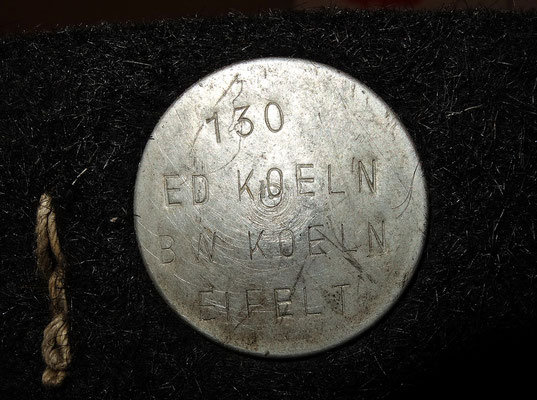 130
ED KOELN
BW KOELN
EIFELT